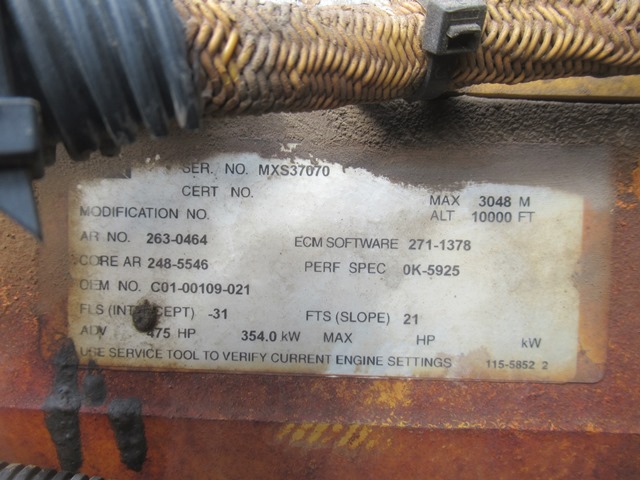 SER. NO. MXS37070
CERT NO.
MAX 3048 M
MODIFICATION NO.
ALT 10000 FT
AR NO. 263-0464 ECM SOFTWARE 271-1378
CORE AR 248-5546 PERF SPEC 0K-5925
OEM NO. C01-00109-021
FLS (INTERCEPT) -31 FTS (SLOPE) 21
ADV 475 HP 354.0 kW MAX HP kW
USE SERVICE TOOL TO VERIFY CURRENT ENGINE SETTINGS 115-5852 2